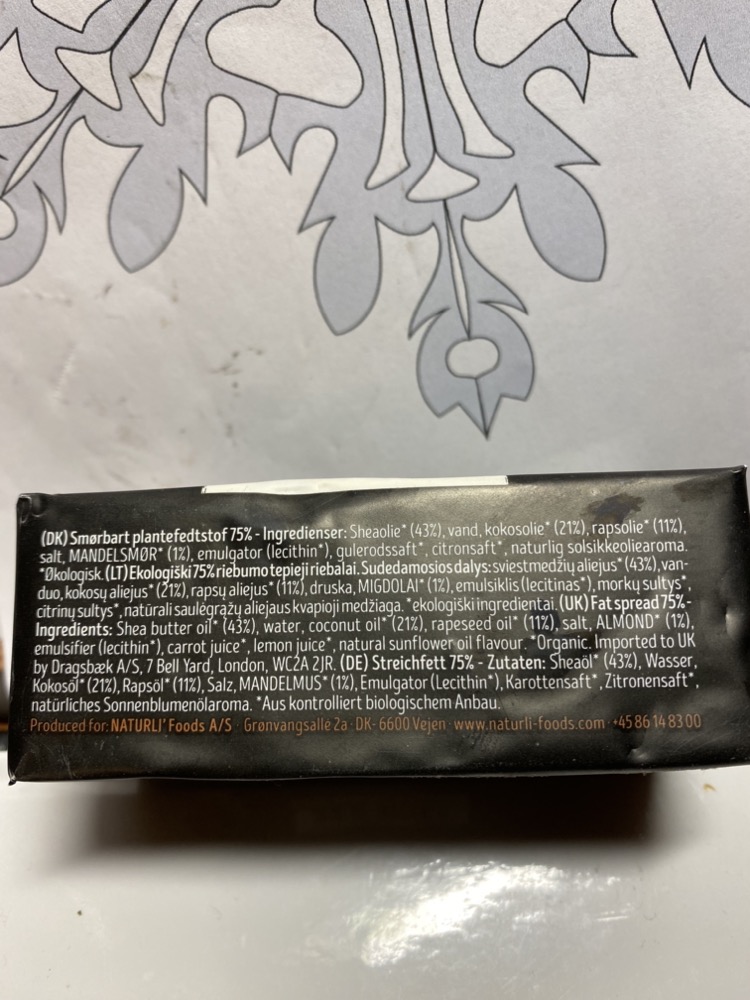 (DK) Smørbart plantefedtstof 75% - Ingredienser: Sheaolie* (43%), vand, kokosolie* (21%), rapsolie* (11%),
salt, MANDELSMØR* (1%), emulgator (lecithin*), gulerodssaft*, citronsaft*, naturlig solsikkeoliearoma.
*Økologisk. (LT) Ekologiški 75% riebumo tepieji riebalai. Sudedamosios dalys: sviestmedžių aliejus* (43%), van-
duo, kokosų aliejus* (21%), rapsų aliejus* (11%), druska, MIGDOLAI* (1%), emulsiklis (lecitinas*), morkų sultys*,
citrinų sultys*, natūrali saulėgrąžų aliejaus kvapioji medžiaga. *ekologiški ingredientai. (UK) Fat spread 75% -
Ingredients: Shea butter oil* (43%), water, coconut oil* (21%), rapeseed oil* (11%), salt, ALMOND* (1%),
emulsifier (lecithin*), carrot juice*, lemon juice*, natural sunflower oil flavour. *Organic. Imported to UK
by Dragsbæk A/S, 7 Bell Yard, London, WC2A 2JR. (DE) Streichfett 75% - Zutaten: Sheaöl* (43%), Wasser,
Kokosöl* (21%), Rapsöl* (11%), Salz, MANDELMUS* (1%), Emulgator (Lecithin*), Karottensaft*, Zitronensaft*,
natürliches Sonnenblumenölaroma. *Aus kontrolliert biologischem Anbau.
Produced for: NATURLI' Foods A/S · Grønvangsalle 2a · DK- 6600 Vejen · www.naturli-foods.com · +45 86 14 83 00